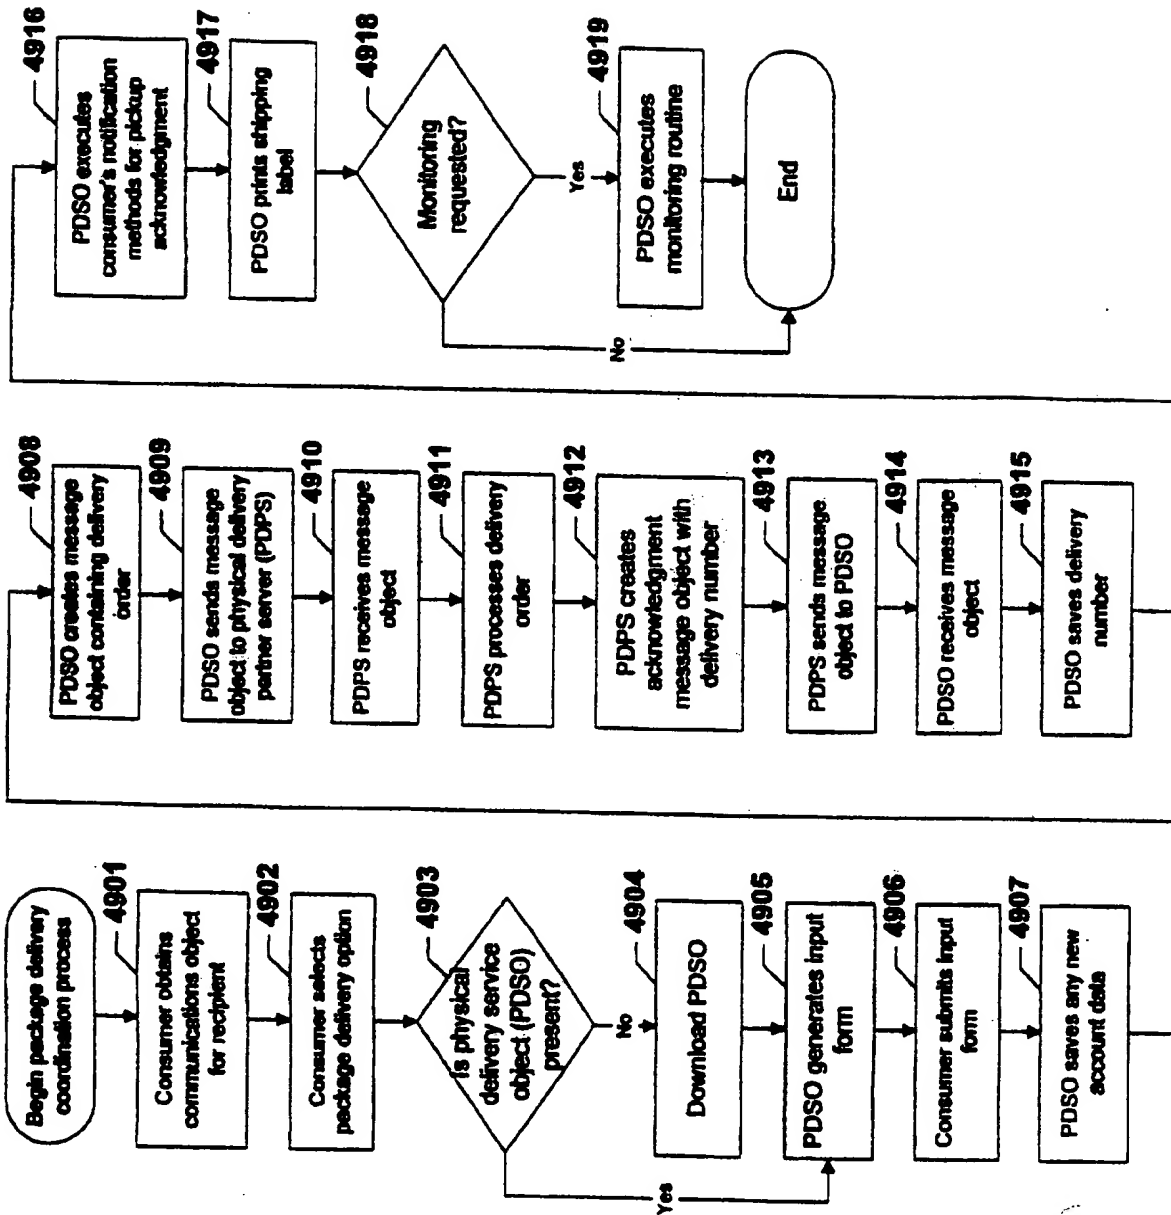 Begin package delivery
coordination process
4901
Consumer obtains
communications object
for recipient
4902
Consumer selects
package delivery option
4903
Is physical
delivery service
object (PDSO)
present?
Yes
No
4904
Download PDSO
4905
PDSO generates input
form
4906
Consumer submits input
form
4907
PDSO saves any new
account data
4908
PDSO creates message
object containing delivery
order
4909
PDSO sends message
object to physical delivery
partner server (PDPS)
4910
PDPS receives message
object
4911
PDPS processes delivery
order
4912
PDPS creates
acknowledgment
message object with
delivery number
4913
PDPS sends message
object to PDSO
4914
PDSO receives message
object
4915
PDSO saves delivery
number
4916
PDSO executes
consumer's notification
methods for pickup
acknowledgment
4917
PDSO prints shipping
label
4918
Monitoring
requested?
No
Yes
4919
PDSO executes
monitoring routine
End